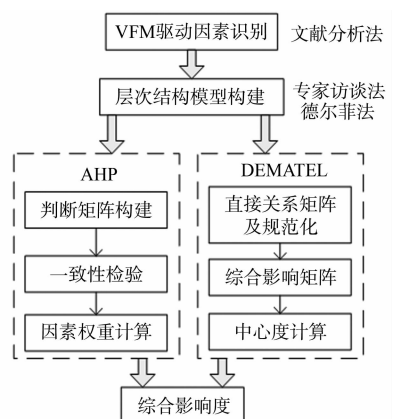 VFM驱动因素识别
文献分析法
层次结构模型构建
专家访谈法
德尔菲法
AHP
判断矩阵构建
一致性检验
因素权重计算
DEMATEL
直接关系矩阵
及规范化
综合影响矩阵
中心度计算
综合影响度